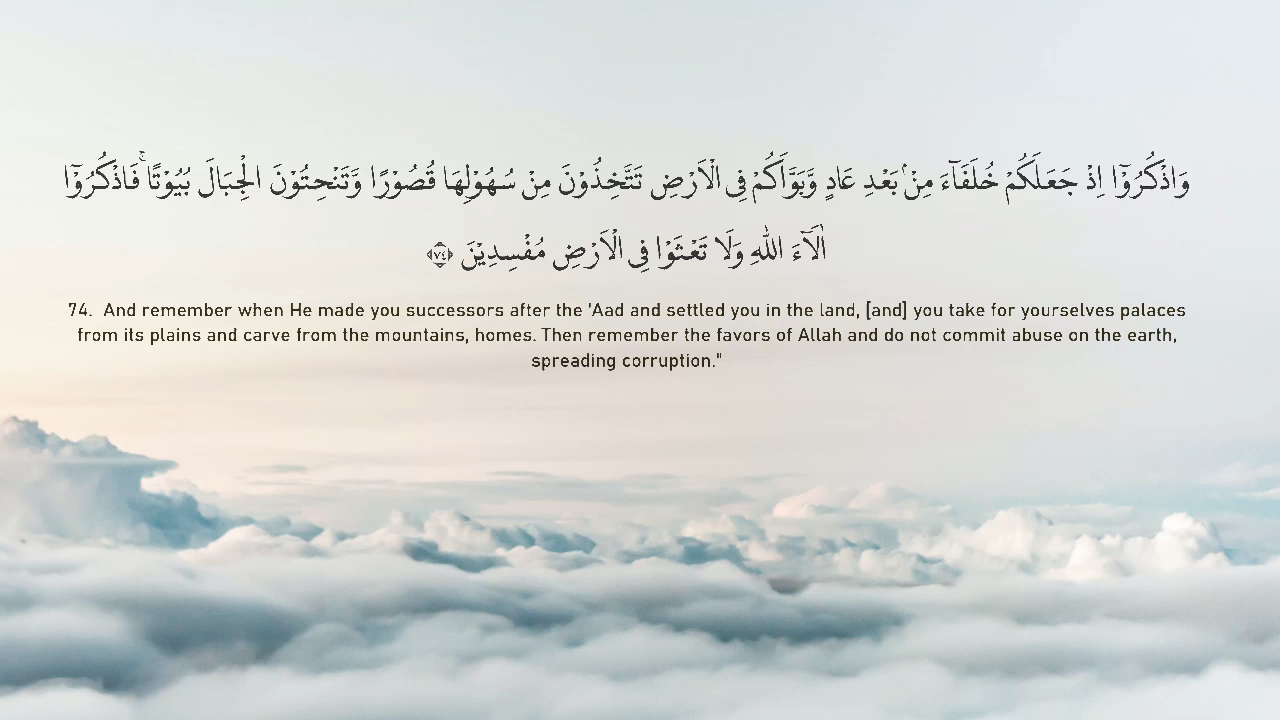 وَاذْكُرُوْۤا اِذْ جَعَلَكُمْ خُلَفَآءَ مِنْۢ بَعْدِ عَادٍ وَّبَوَّاَكُمْ فِى الْاَرْضِ تَتَّخِذُوْنَ مِنْ سُهُوْلِهَا قُصُوْرًا وَّتَنْحِتُوْنَ الْجِبَالَ بُيُوْتًا‌ ۚ فَاذْكُرُوْۤا
اٰلَاۤءَ اللّٰهِ وَلَا تَعْثَوْا فِى الْاَرْضِ مُفْسِدِيْنَ ﴿۷۴﴾
74. And remember when He made you successors after the 'Aad and settled you in the land, [and] you take for yourselves palaces
from its plains and carve from the mountains, homes. Then remember the favors of Allah and do not commit abuse on the earth,
spreading corruption."